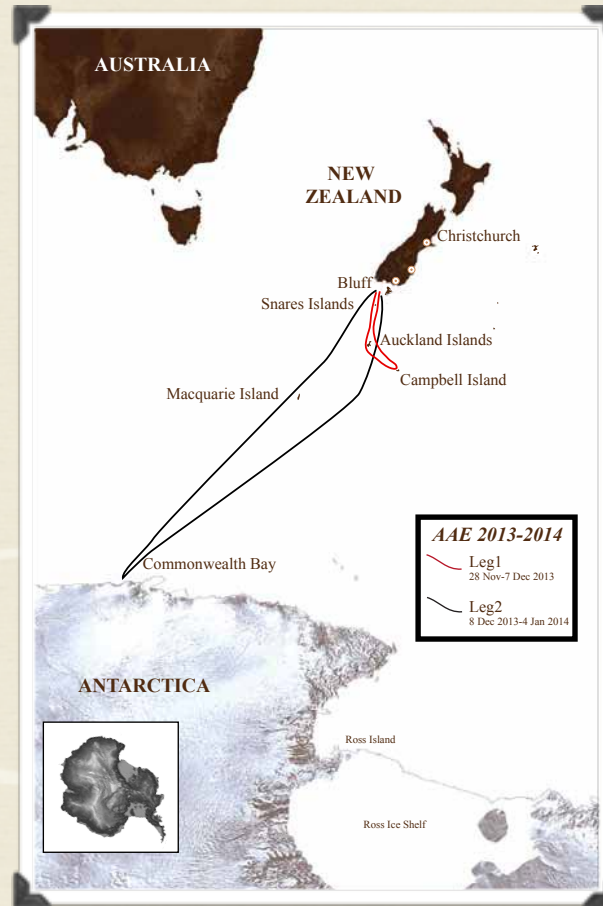 AUSTRALIA
NEW
ZEALAND
Christchurch
Bluff
Snares Islands
Auckland Islands
Campbell Island
Macquarie Island
Commonwealth Bay
AAE 2013-2014
Leg1
28 Nov-7 Dec 2013
Leg2
8 Dec 2013-4 Jan 2014
ANTARCTICA
Ross Island
Ross Ice Shelf